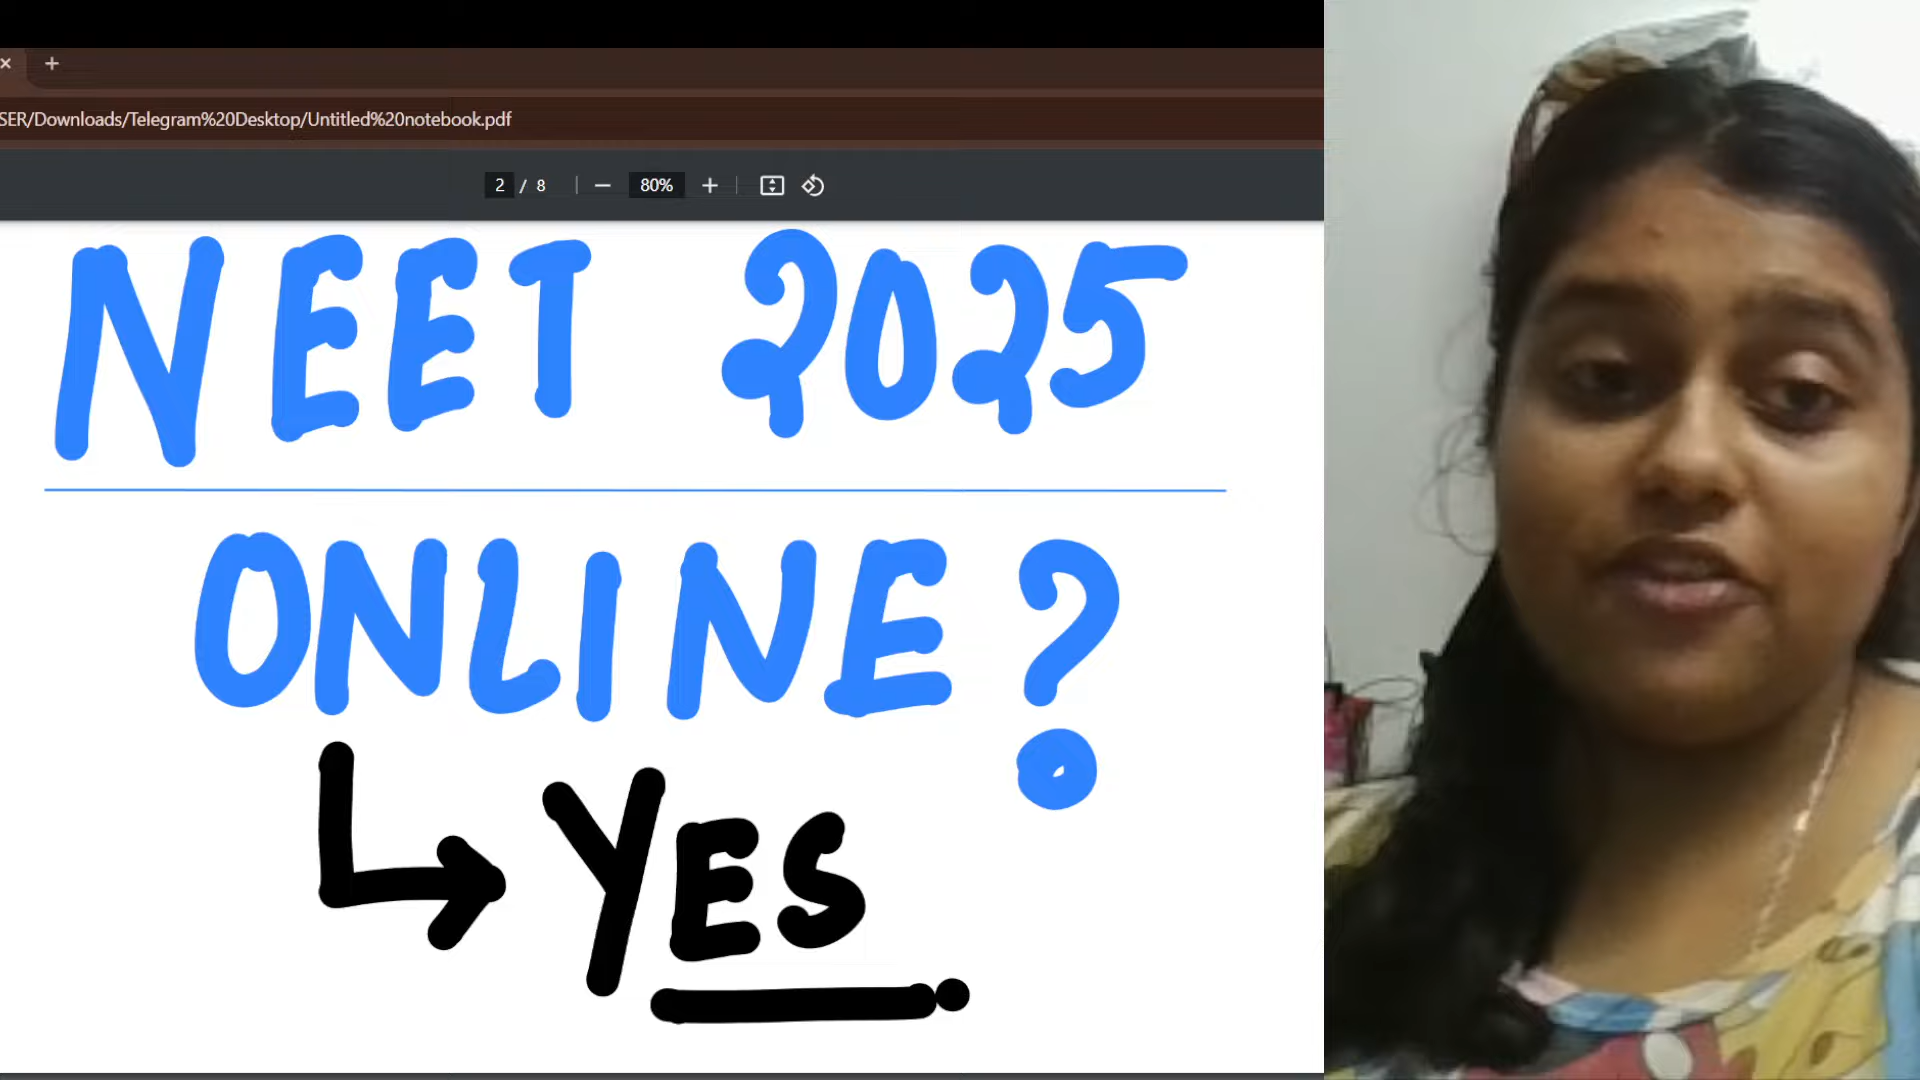 × +
SER/Downloads/Telegram%20Desktop/Untitled%20notebook.pdf
2 / 8 — 80% +
NEET 2025
ONLINE?
YES.